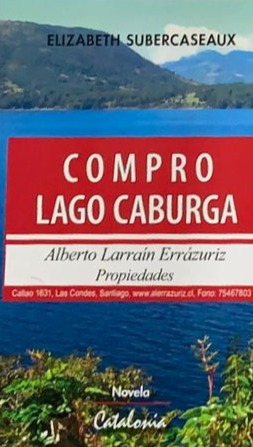 ELIZABETH SUBERCASEAUX
COMPRO
LAGO CABURGA
Alberto Larraín Errázuriz
Propiedades
Callao 1631, Las Condes, Santiago, www.alerrazuriz.cl, Fono: 75467803
Novela
Catalonia